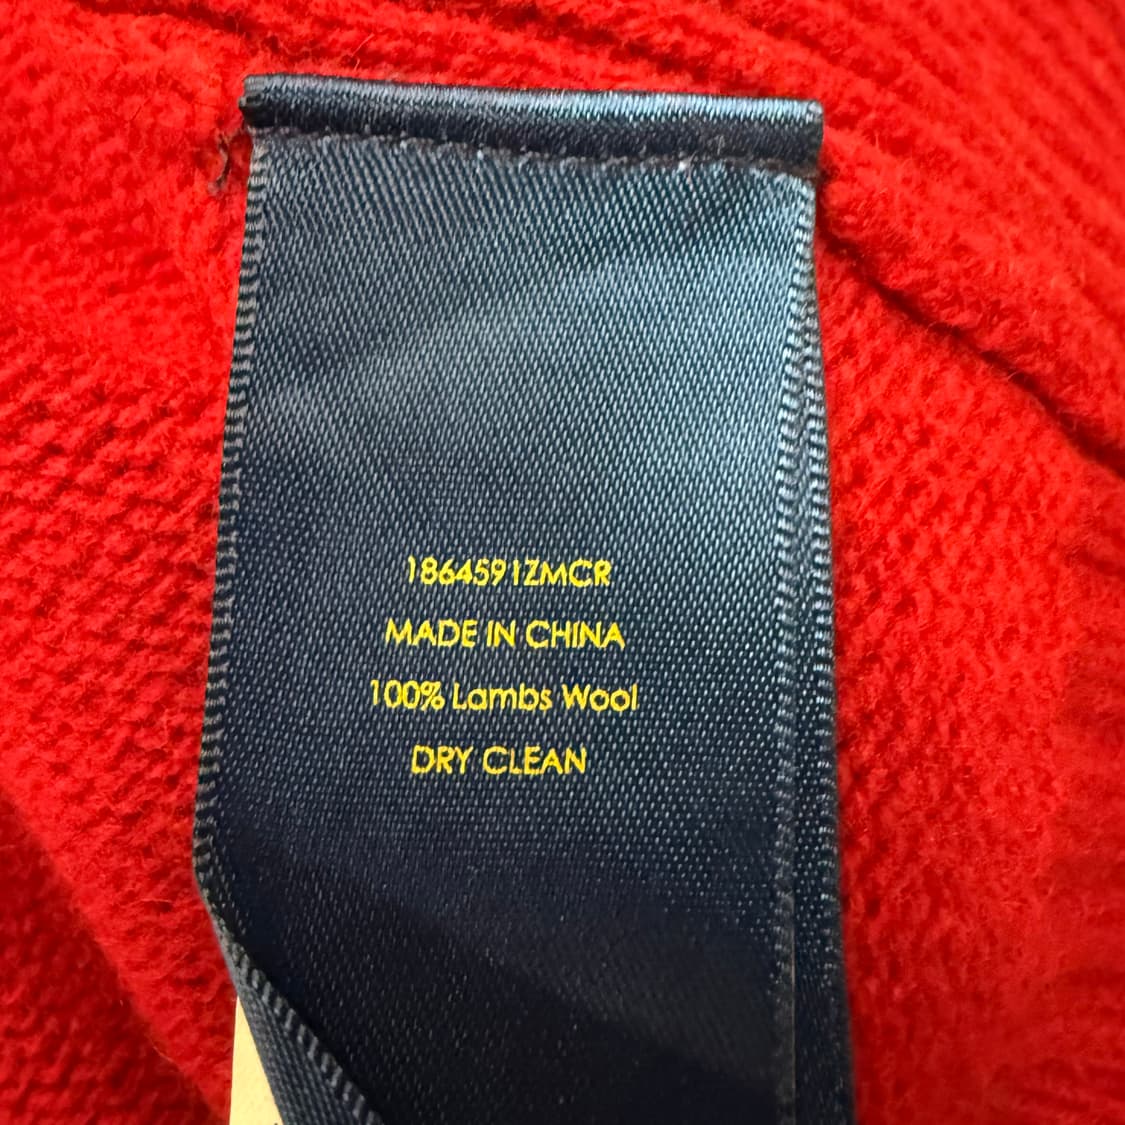 1864591ZMCR
MADE IN CHINA
100% Lambs Wool
DRY CLEAN